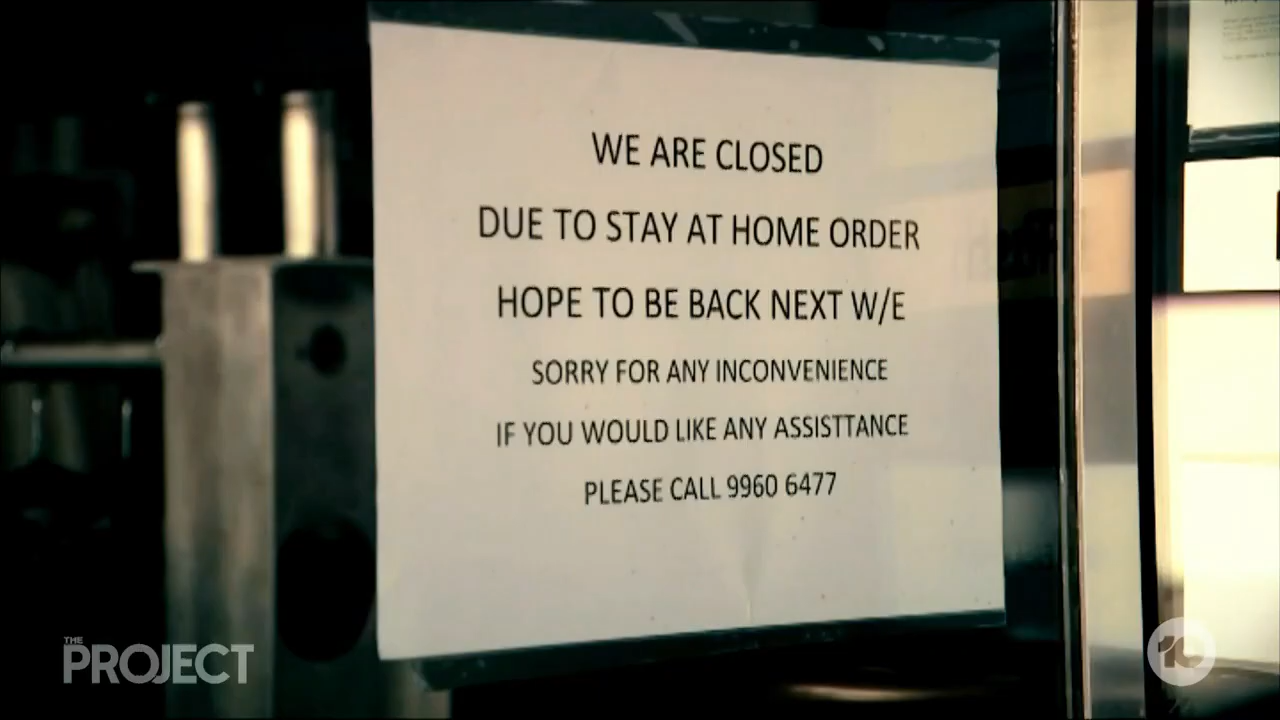 WE ARE CLOSED
DUE TO STAY AT HOME ORDER
HOPE TO BE BACK NEXT W/E
SORRY FOR ANY INCONVENIENCE
IF YOU WOULD LIKE ANY ASSISTTANCE
PLEASE CALL 9960 6477
THE
PROJECT
10